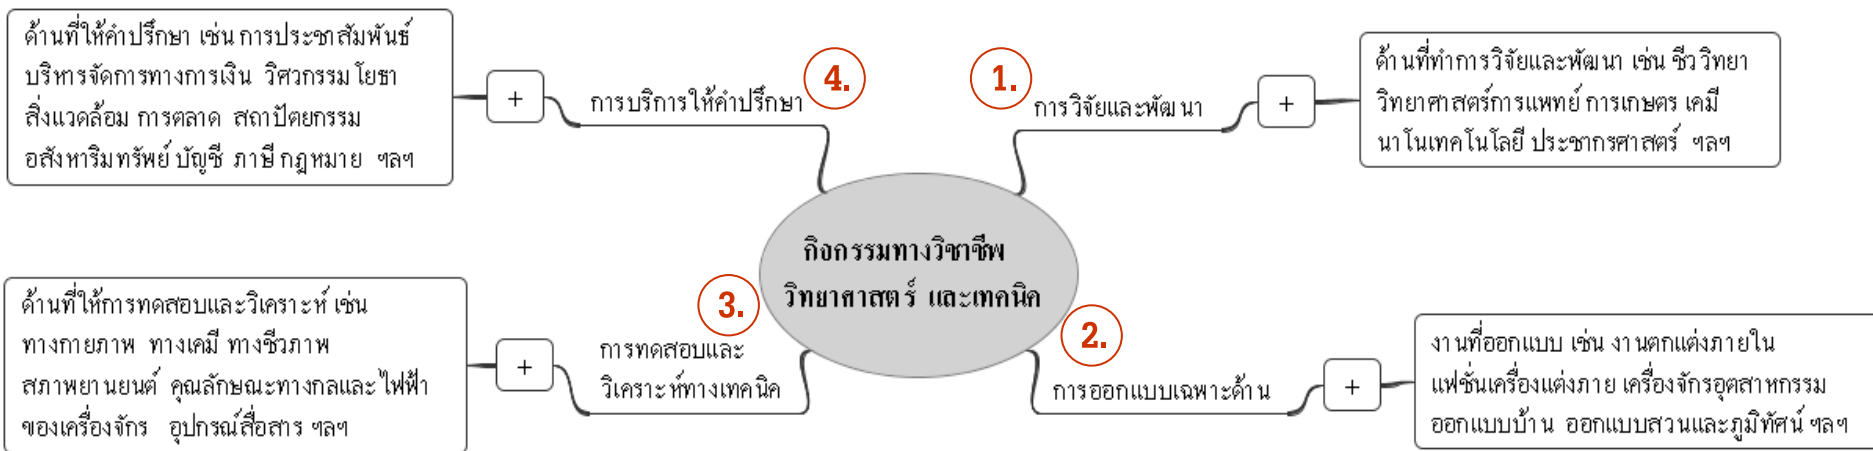 ด้านที่ให้คำปรึกษา เช่น การประชาสัมพันธ์
บริหารจัดการทางการเงิน วิศวกรรมโยธา
สิ่งแวดล้อม การตลาด สถาปัตยกรรม
อสังหาริมทรัพย์ บัญชี ภาษี กฎหมาย ฯลฯ
+
การบริการให้คำปรึกษา
4.
1.
การวิจัยและพัฒนา
+
ด้านที่ทำการวิจัยและพัฒนา เช่น ชีววิทยา
วิทยาศาสตร์การแพทย์ การเกษตร เคมี
นาโนเทคโนโลยี ประชากรศาสตร์ ฯลฯ
กิจกรรมทางวิชาชีพ
วิทยาศาสตร์ และเทคนิค
ด้านที่ให้การทดสอบและวิเคราะห์ เช่น
ทางกายภาพ ทางเคมี ทางชีวภาพ
สภาพยานยนต์ คุณลักษณะทางกลและไฟฟ้า
ของเครื่องจักร อุปกรณ์สื่อสาร ฯลฯ
+
3.
การทดสอบและ
วิเคราะห์ทางเทคนิค
2.
การออกแบบเฉพาะด้าน
+
งานที่ออกแบบ เช่น งานตกแต่งภายใน
แฟชั่นเครื่องแต่งกาย เครื่องจักรอุตสาหกรรม
ออกแบบบ้าน ออกแบบสวนและภูมิทัศน์ ฯลฯ